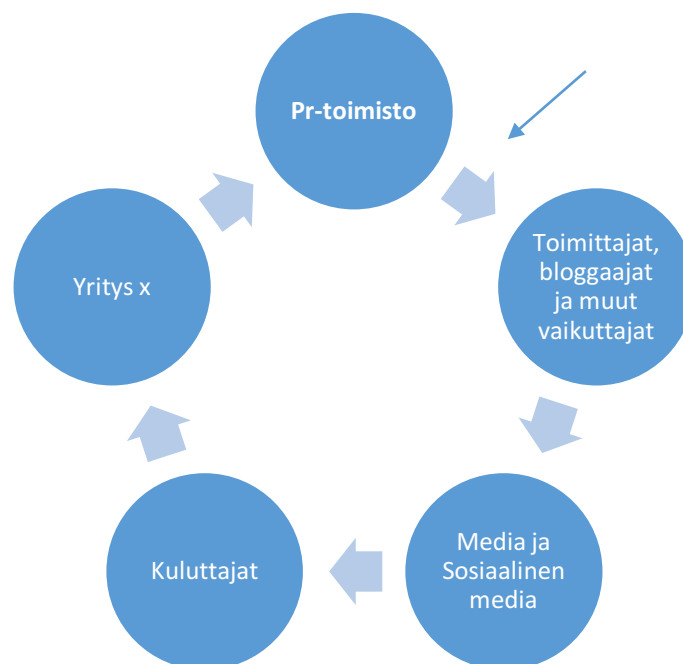 Pr-toimisto
Toimittajat,
bloggaajat
ja muut
vaikuttajat
Media ja
Sosiaalinen
media
Kuluttajat
Yritys x